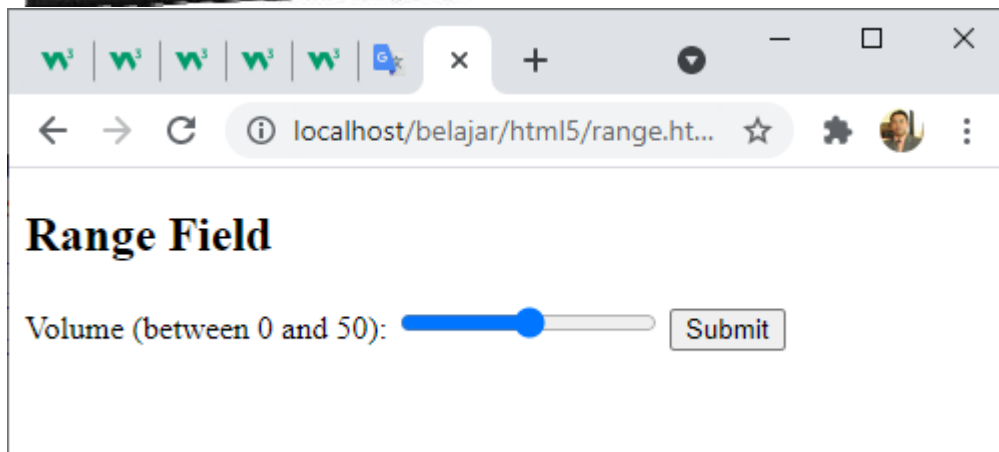 localhost/belajar/html5/range.ht...
Range Field
Volume (between 0 and 50): Submit